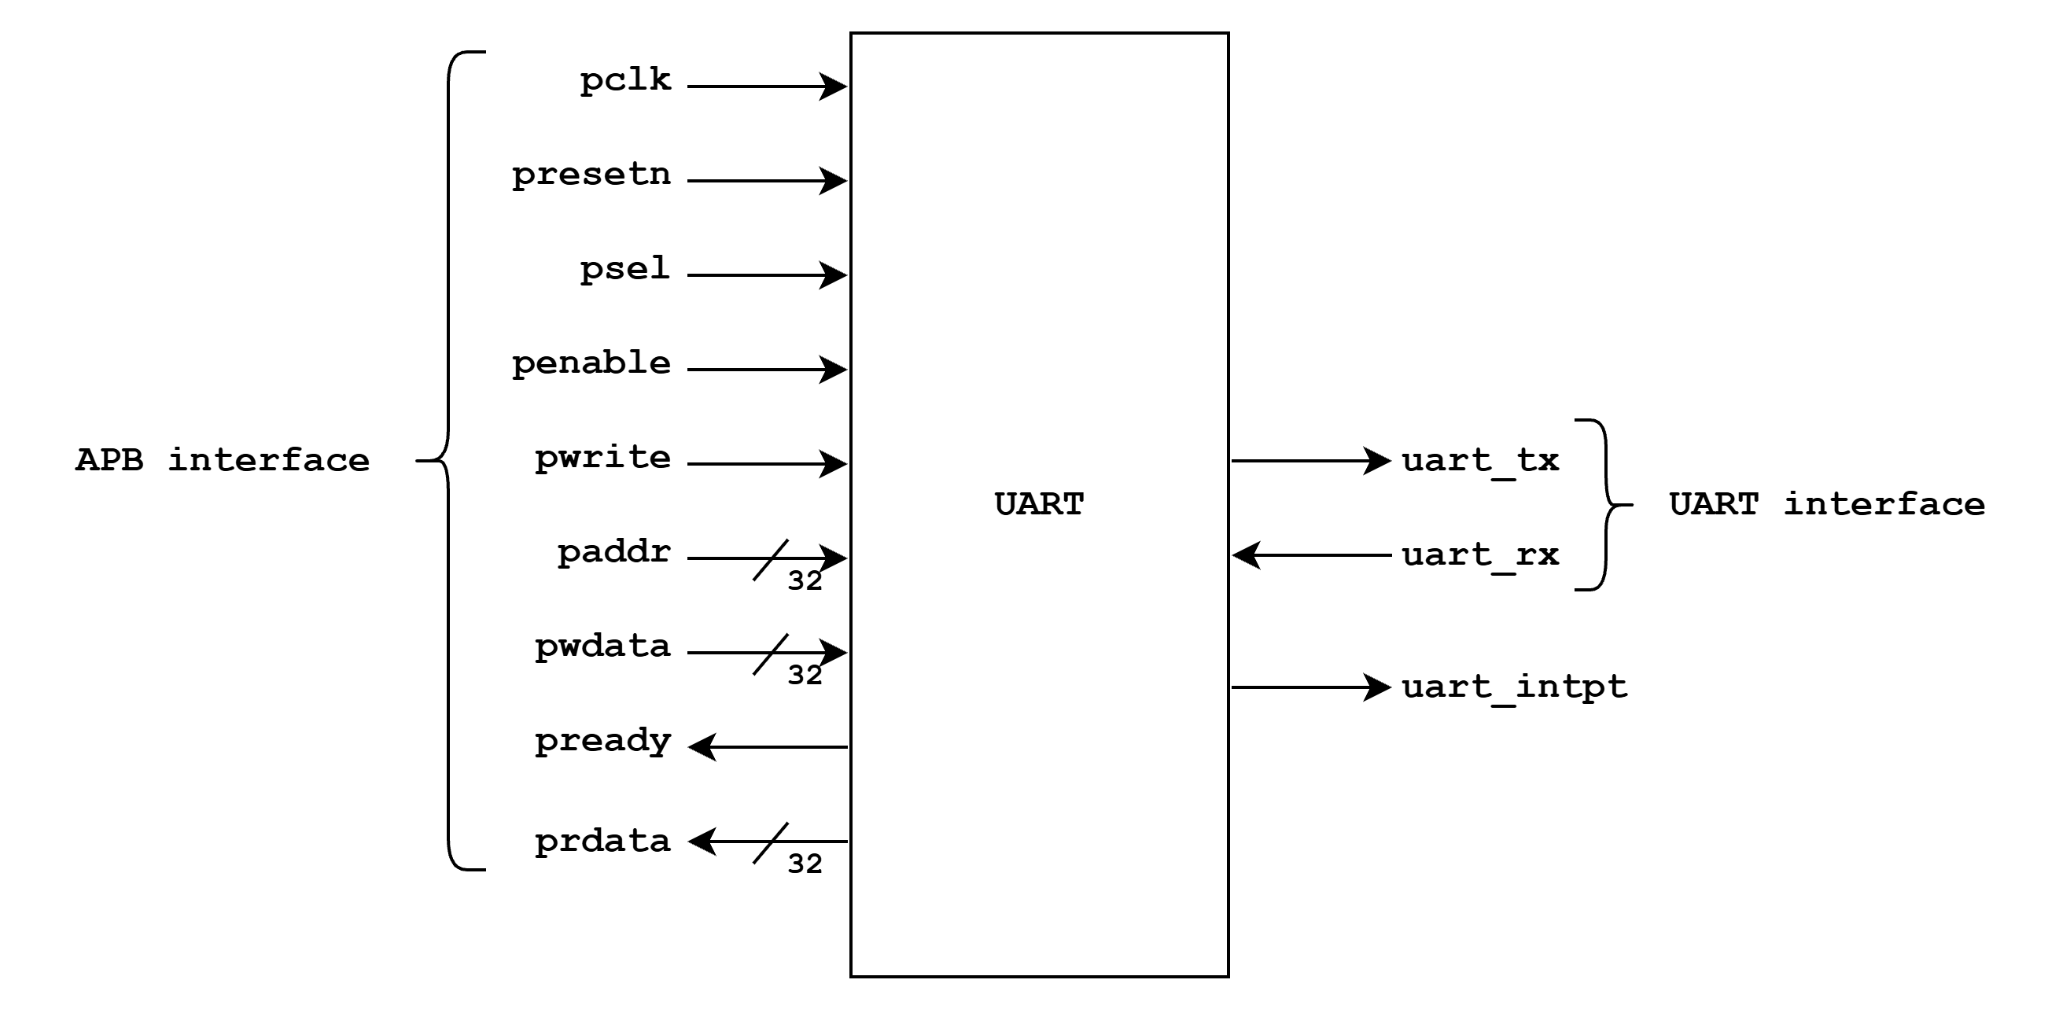 pclk
presetn
psel
penable
APB interface
pwrite
paddr
32
pwdata
32
pready
prdata
32
UART
uart_tx
uart_rx
UART interface
uart_intpt